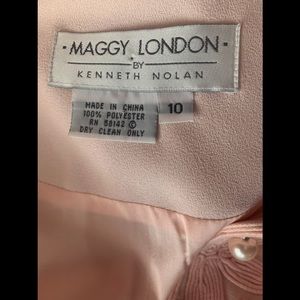 · MAGGY LONDON ·
BY
KENNETH NOLAN
MADE IN CHINA
100% POLYESTER
RN 58142 ©
DRY CLEAN ONLY
10